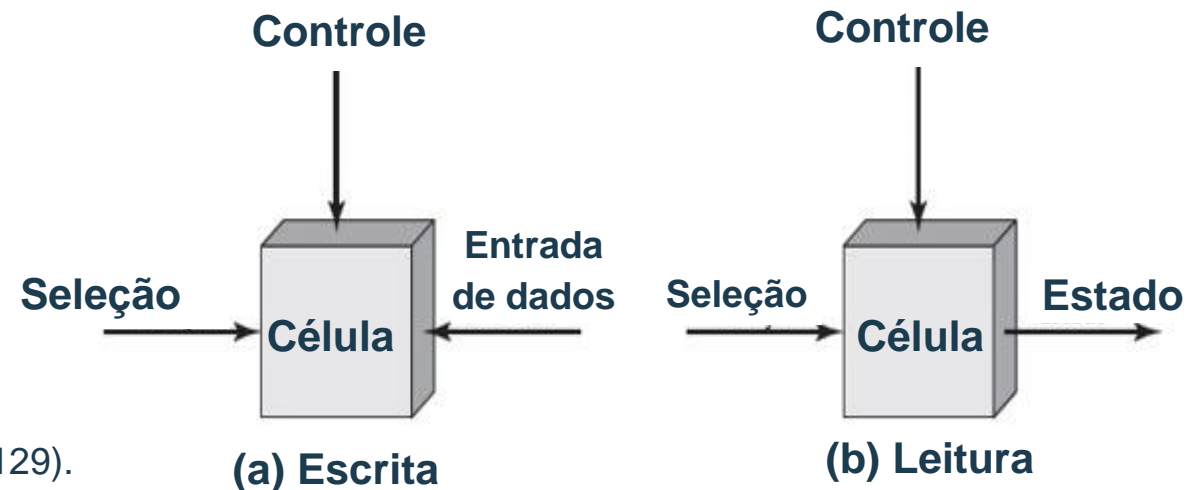 Controle
Seleção
Célula
Entrada
de dados
(a) Escrita
Controle
Seleção
Célula
Estado
(b) Leitura
129).